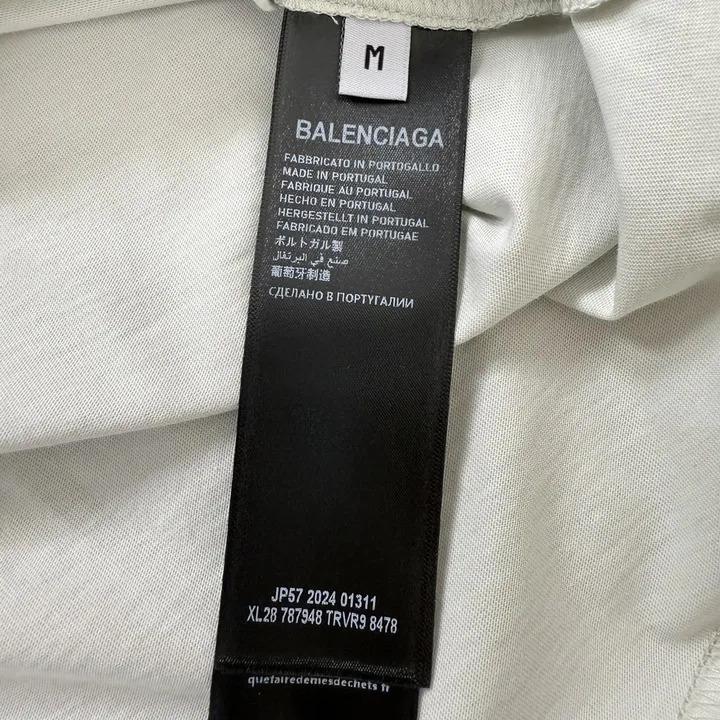 M
BALENCIAGA
FABBRICATO IN PORTOGALLO
MADE IN PORTUGAL
FABRIQUE AU PORTUGAL
HECHO EN PORTUGAL
HERGESTELLT IN PORTUGAL
FABRICADO EM PORTUGAE
ポルトガル製
صنع في البرتقال
葡萄牙制造
СДЕЛАНО В ПОРТУГАЛИИ
JP57 2024 01311
XL28 787948 TRVR9 8478
quefairedemesdechets fr